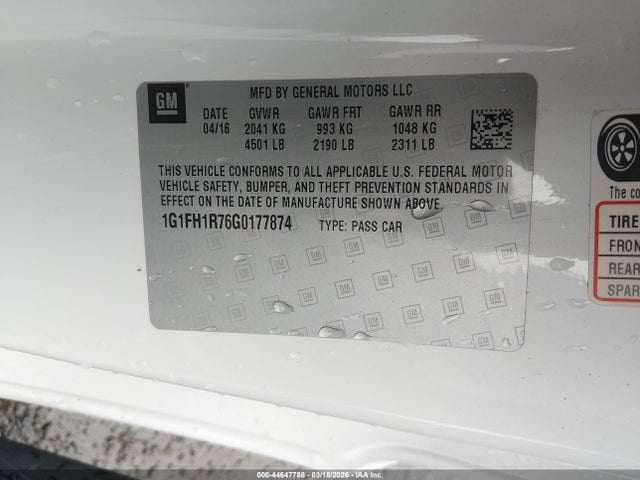 GM
MFD BY GENERAL MOTORS LLC
DATE GVWR GAWR FRT GAWR RR
04/16 2041 KG 993 KG 1048 KG
4501 LB 2190 LB 2311 LB
THIS VEHICLE CONFORMS TO ALL APPLICABLE U.S. FEDERAL MOTOR
VEHICLE SAFETY, BUMPER, AND THEFT PREVENTION STANDARDS IN
EFFECT ON THE DATE OF MANUFACTURE SHOWN ABOVE.
1G1FH1R76G0177874 TYPE: PASS CAR
The co
TIRE
FRON
REAR
SPAR
000-44647788 - 03/18/2026 - IAA Inc.